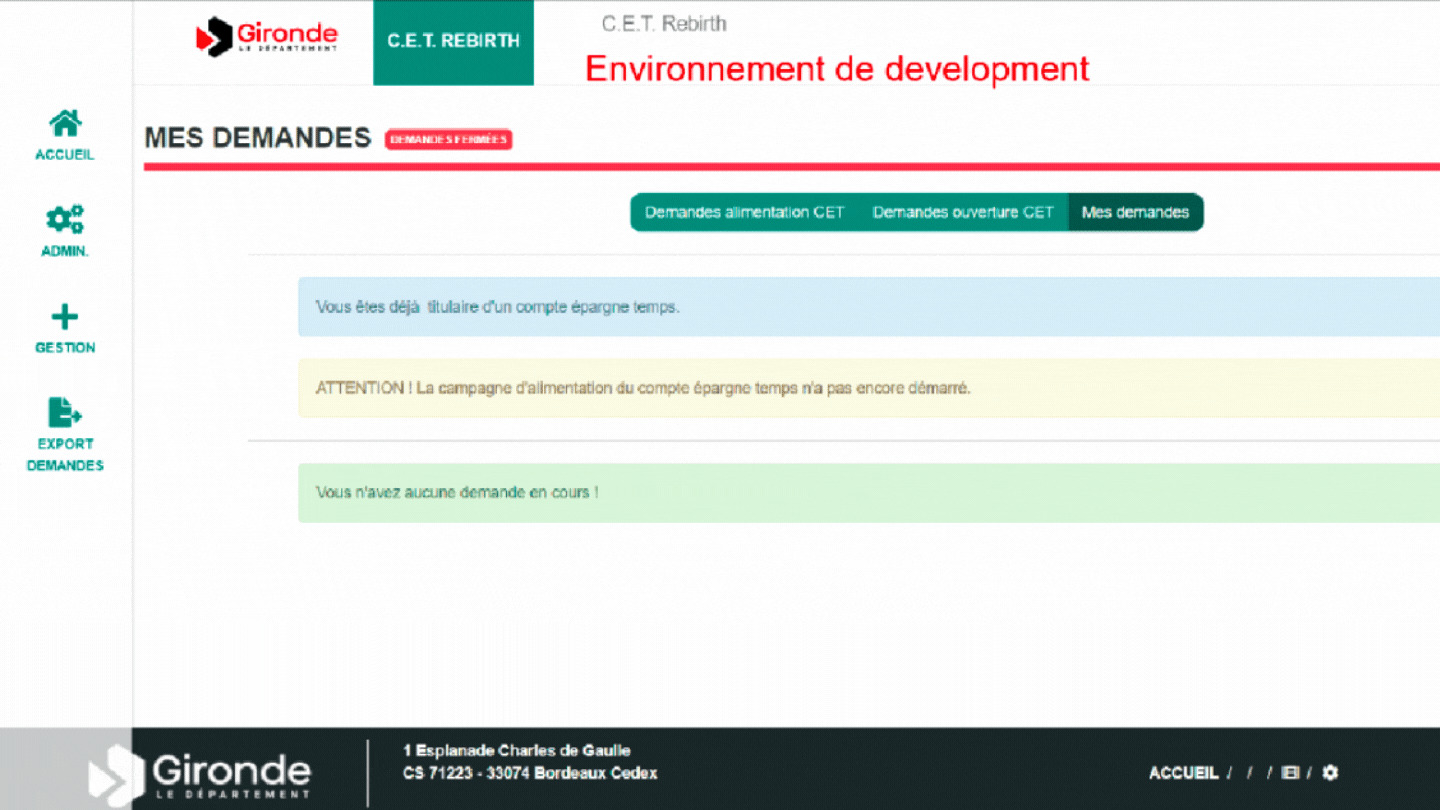 Gironde
LE DÉPARTEMENT
C.E.T. REBIRTH
C.E.T. Rebirth
Environnement de development
ACCUEIL
ADMIN.
GESTION
EXPORT
DEMANDES
MES DEMANDES DEMANDES FERMÉES
Demandes alimentation CET Demandes ouverture CET Mes demandes
Vous êtes déjà titulaire d'un compte épargne temps.
ATTENTION ! La campagne d'alimentation du compte épargne temps n'a pas encore démarré.
Vous n'avez aucune demande en cours !
Gironde
LE DÉPARTEMENT
1 Esplanade Charles de Gaulle
CS 71223 - 33074 Bordeaux Cedex
ACCUEIL / / / /